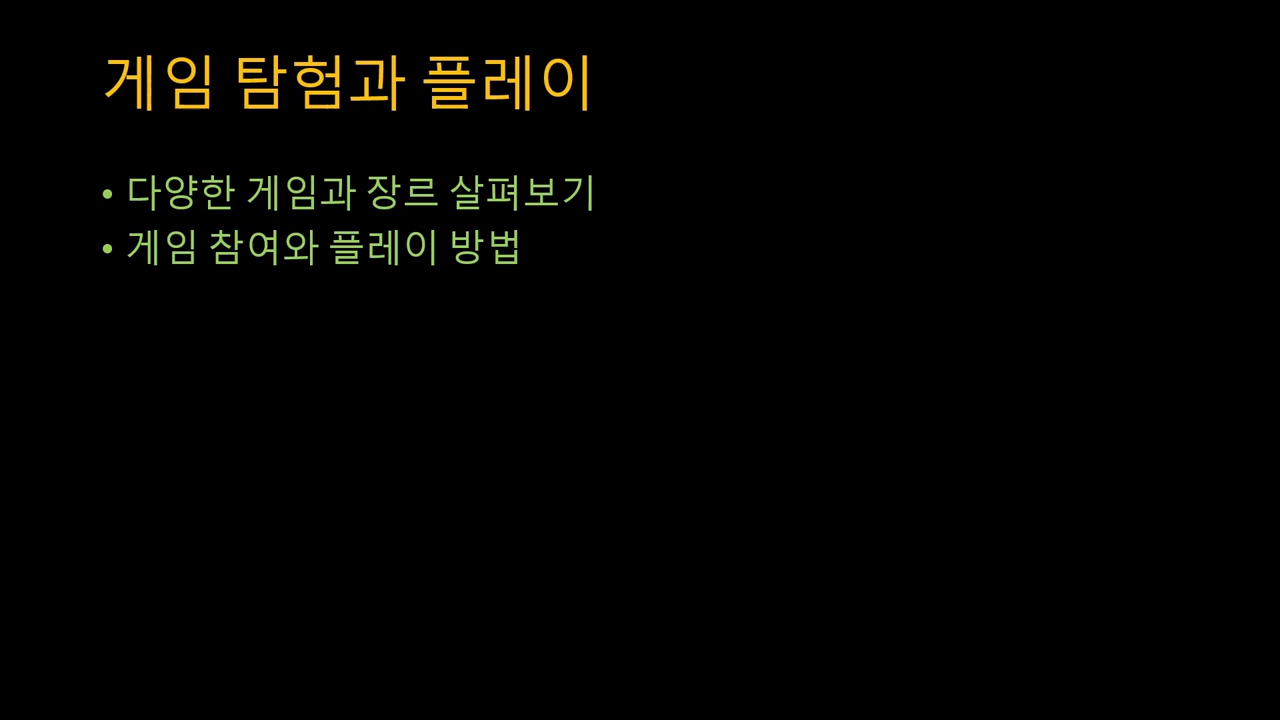 게임 탐험과 플레이
• 다양한 게임과 장르 살펴보기
• 게임 참여와 플레이 방법